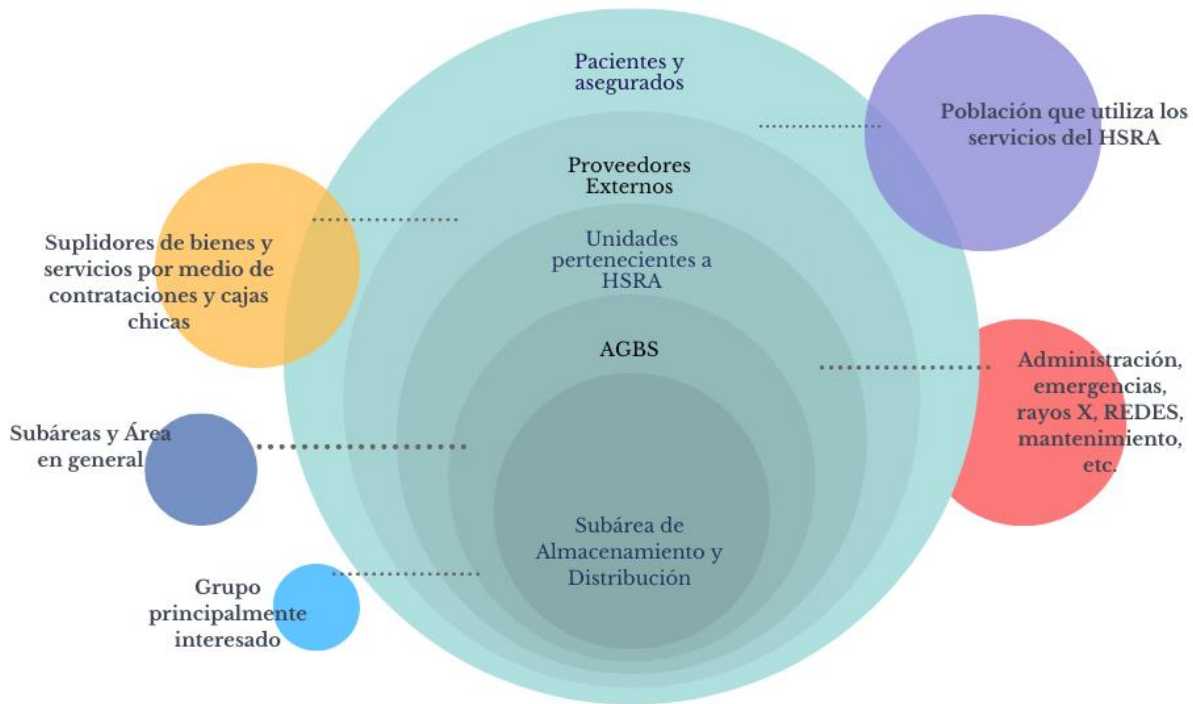 Pacientes y
asegurados
Población que utiliza los
servicios del HSRA
Proveedores
Externos
Suplidores de bienes y
servicios por medio de
contrataciones y cajas
chicas
Unidades
pertenecientes a
HSRA
AGBS
Administración,
emergencias,
rayos X, REDES,
mantenimiento,
etc.
Subáreas y Área
en general
Subárea de
Almacenamiento y
Distribución
Grupo
principalmente
interesado